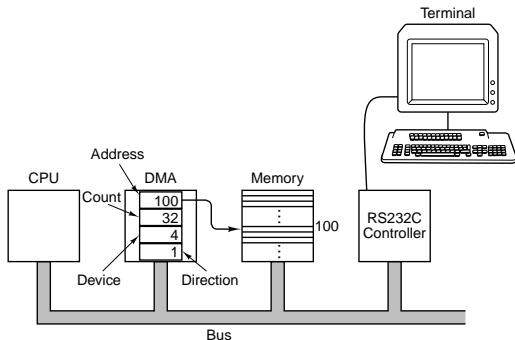 Terminal
Address
CPU
DMA
Memory
Count
100
32
4
1
100
RS232C
Controller
Device
Direction
Bus